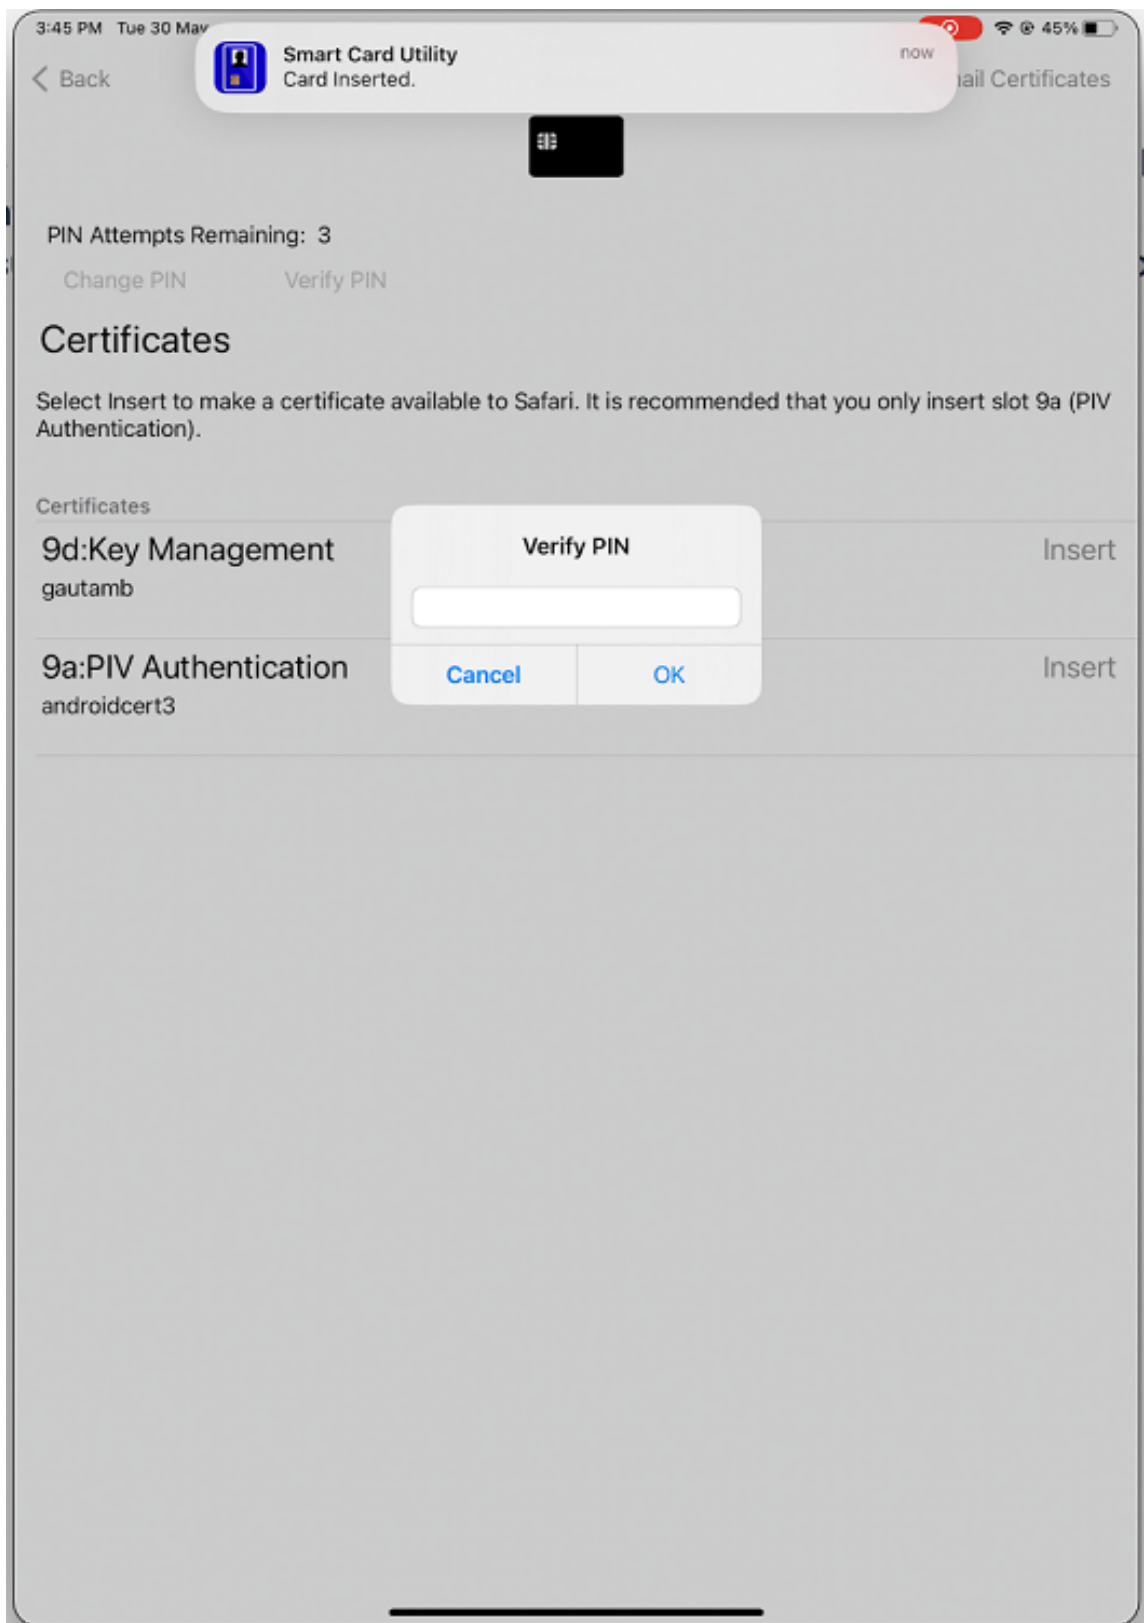 3:45 PM Tue 30 May
45%
Smart Card Utility
now
Card Inserted.
Back
Certificates
PIN Attempts Remaining: 3
Change PIN
Verify PIN
Certificates
Select Insert to make a certificate available to Safari. It is recommended that you only insert slot 9a (PIV
Authentication).
Certificates
9d:Key Management
Insert
gautamb
Verify PIN
9a:PIV Authentication
Insert
androidcert3
Cancel
OK